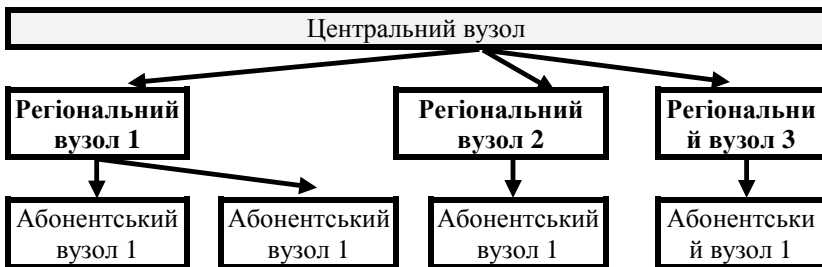 Центральний вузол
Регіональний
вузол 1
Регіональний
вузол 2
Регіональни
й вузол 3
Абонентський
вузол 1
Абонентський
вузол 1
Абонентський
вузол 1
Абонентськи
й вузол 1